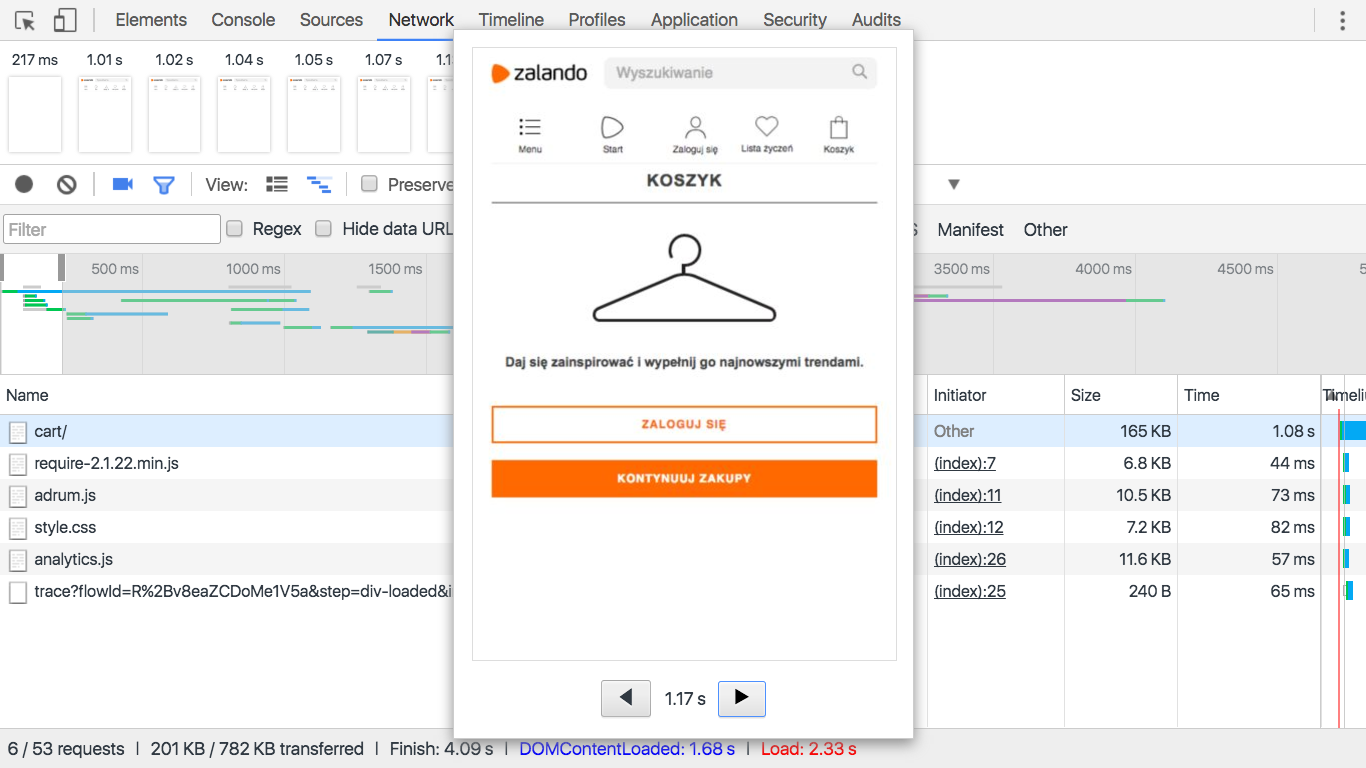 Elements Console Sources Network Timeline Profiles Application Security Audits
217 ms 1.01 s 1.02 s 1.04 s 1.05 s 1.07 s
View: Preserve
Filter Regex Hide data URL Manifest Other
500 ms 1000 ms 1500 ms 3500 ms 4000 ms 4500 ms
zalando Wyszukiwanie
Menu Start Zaloguj się Lista życzeń Koszyk
KOSZYK
Daj się zainspirować i wypełnij go najnowszymi trendami.
ZALOGUJ SIĘ
KONTYNUUJ ZAKUPY
1.17 s
Name Initiator Size Time Timeli
cart/ Other 165 KB 1.08 s
require-2.1.22.min.js (index):7 6.8 KB 44 ms
adrum.js (index):11 10.5 KB 73 ms
style.css (index):12 7.2 KB 82 ms
analytics.js (index):26 11.6 KB 57 ms
trace?flowId=R%2Bv8eaZCDoMe1V5a&step=div-loaded&i (index):25 240 B 65 ms
6 / 53 requests | 201 KB / 782 KB transferred | Finish: 4.09 s | DOMContentLoaded: 1.68 s | Load: 2.33 s